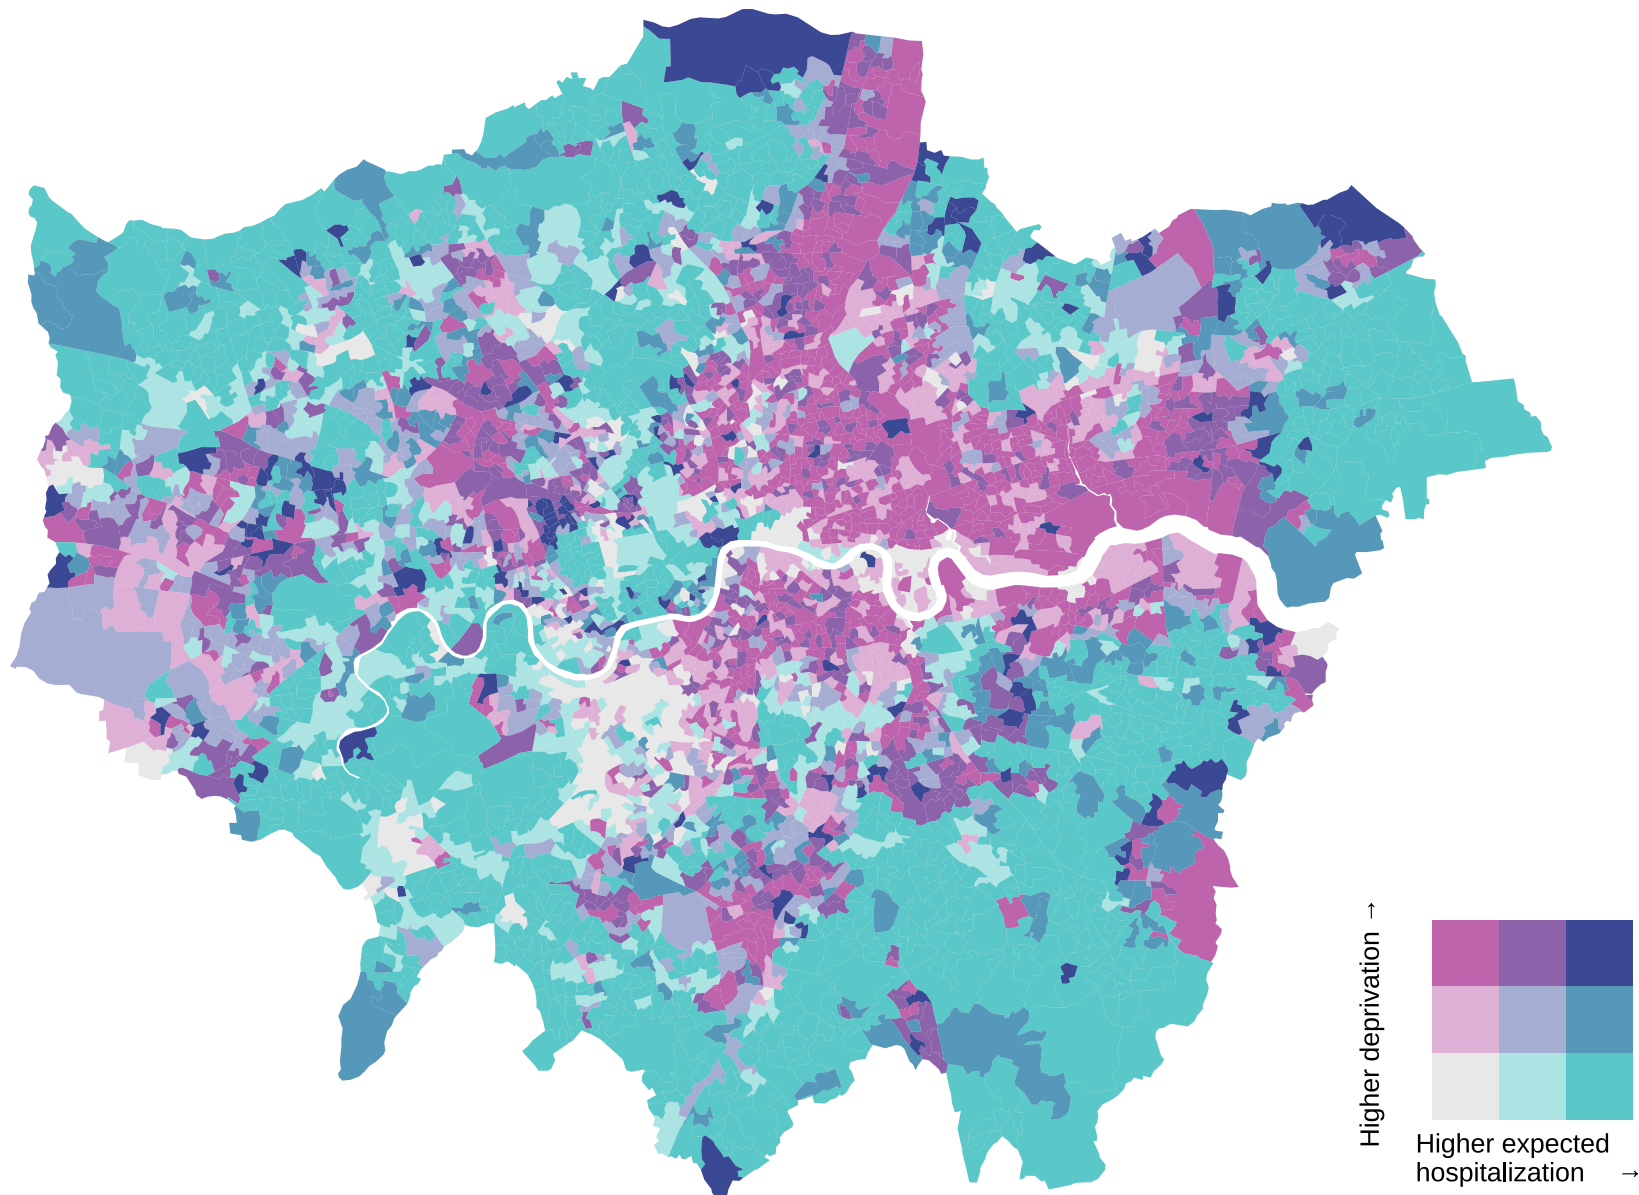 Higher deprivation →
Higher expected
hospitalization →